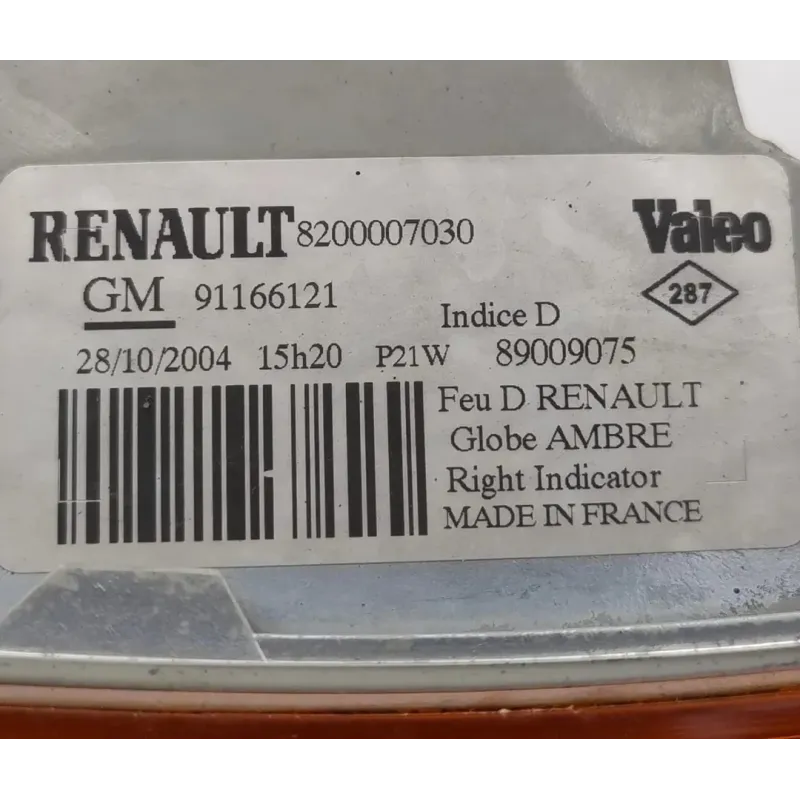 RENAULT 8200007030 Valeo
GM 91166121 287
Indice D
28/10/2004 15h20 P21W 89009075
Feu D RENAULT
Globe AMBRE
Right Indicator
MADE IN FRANCE